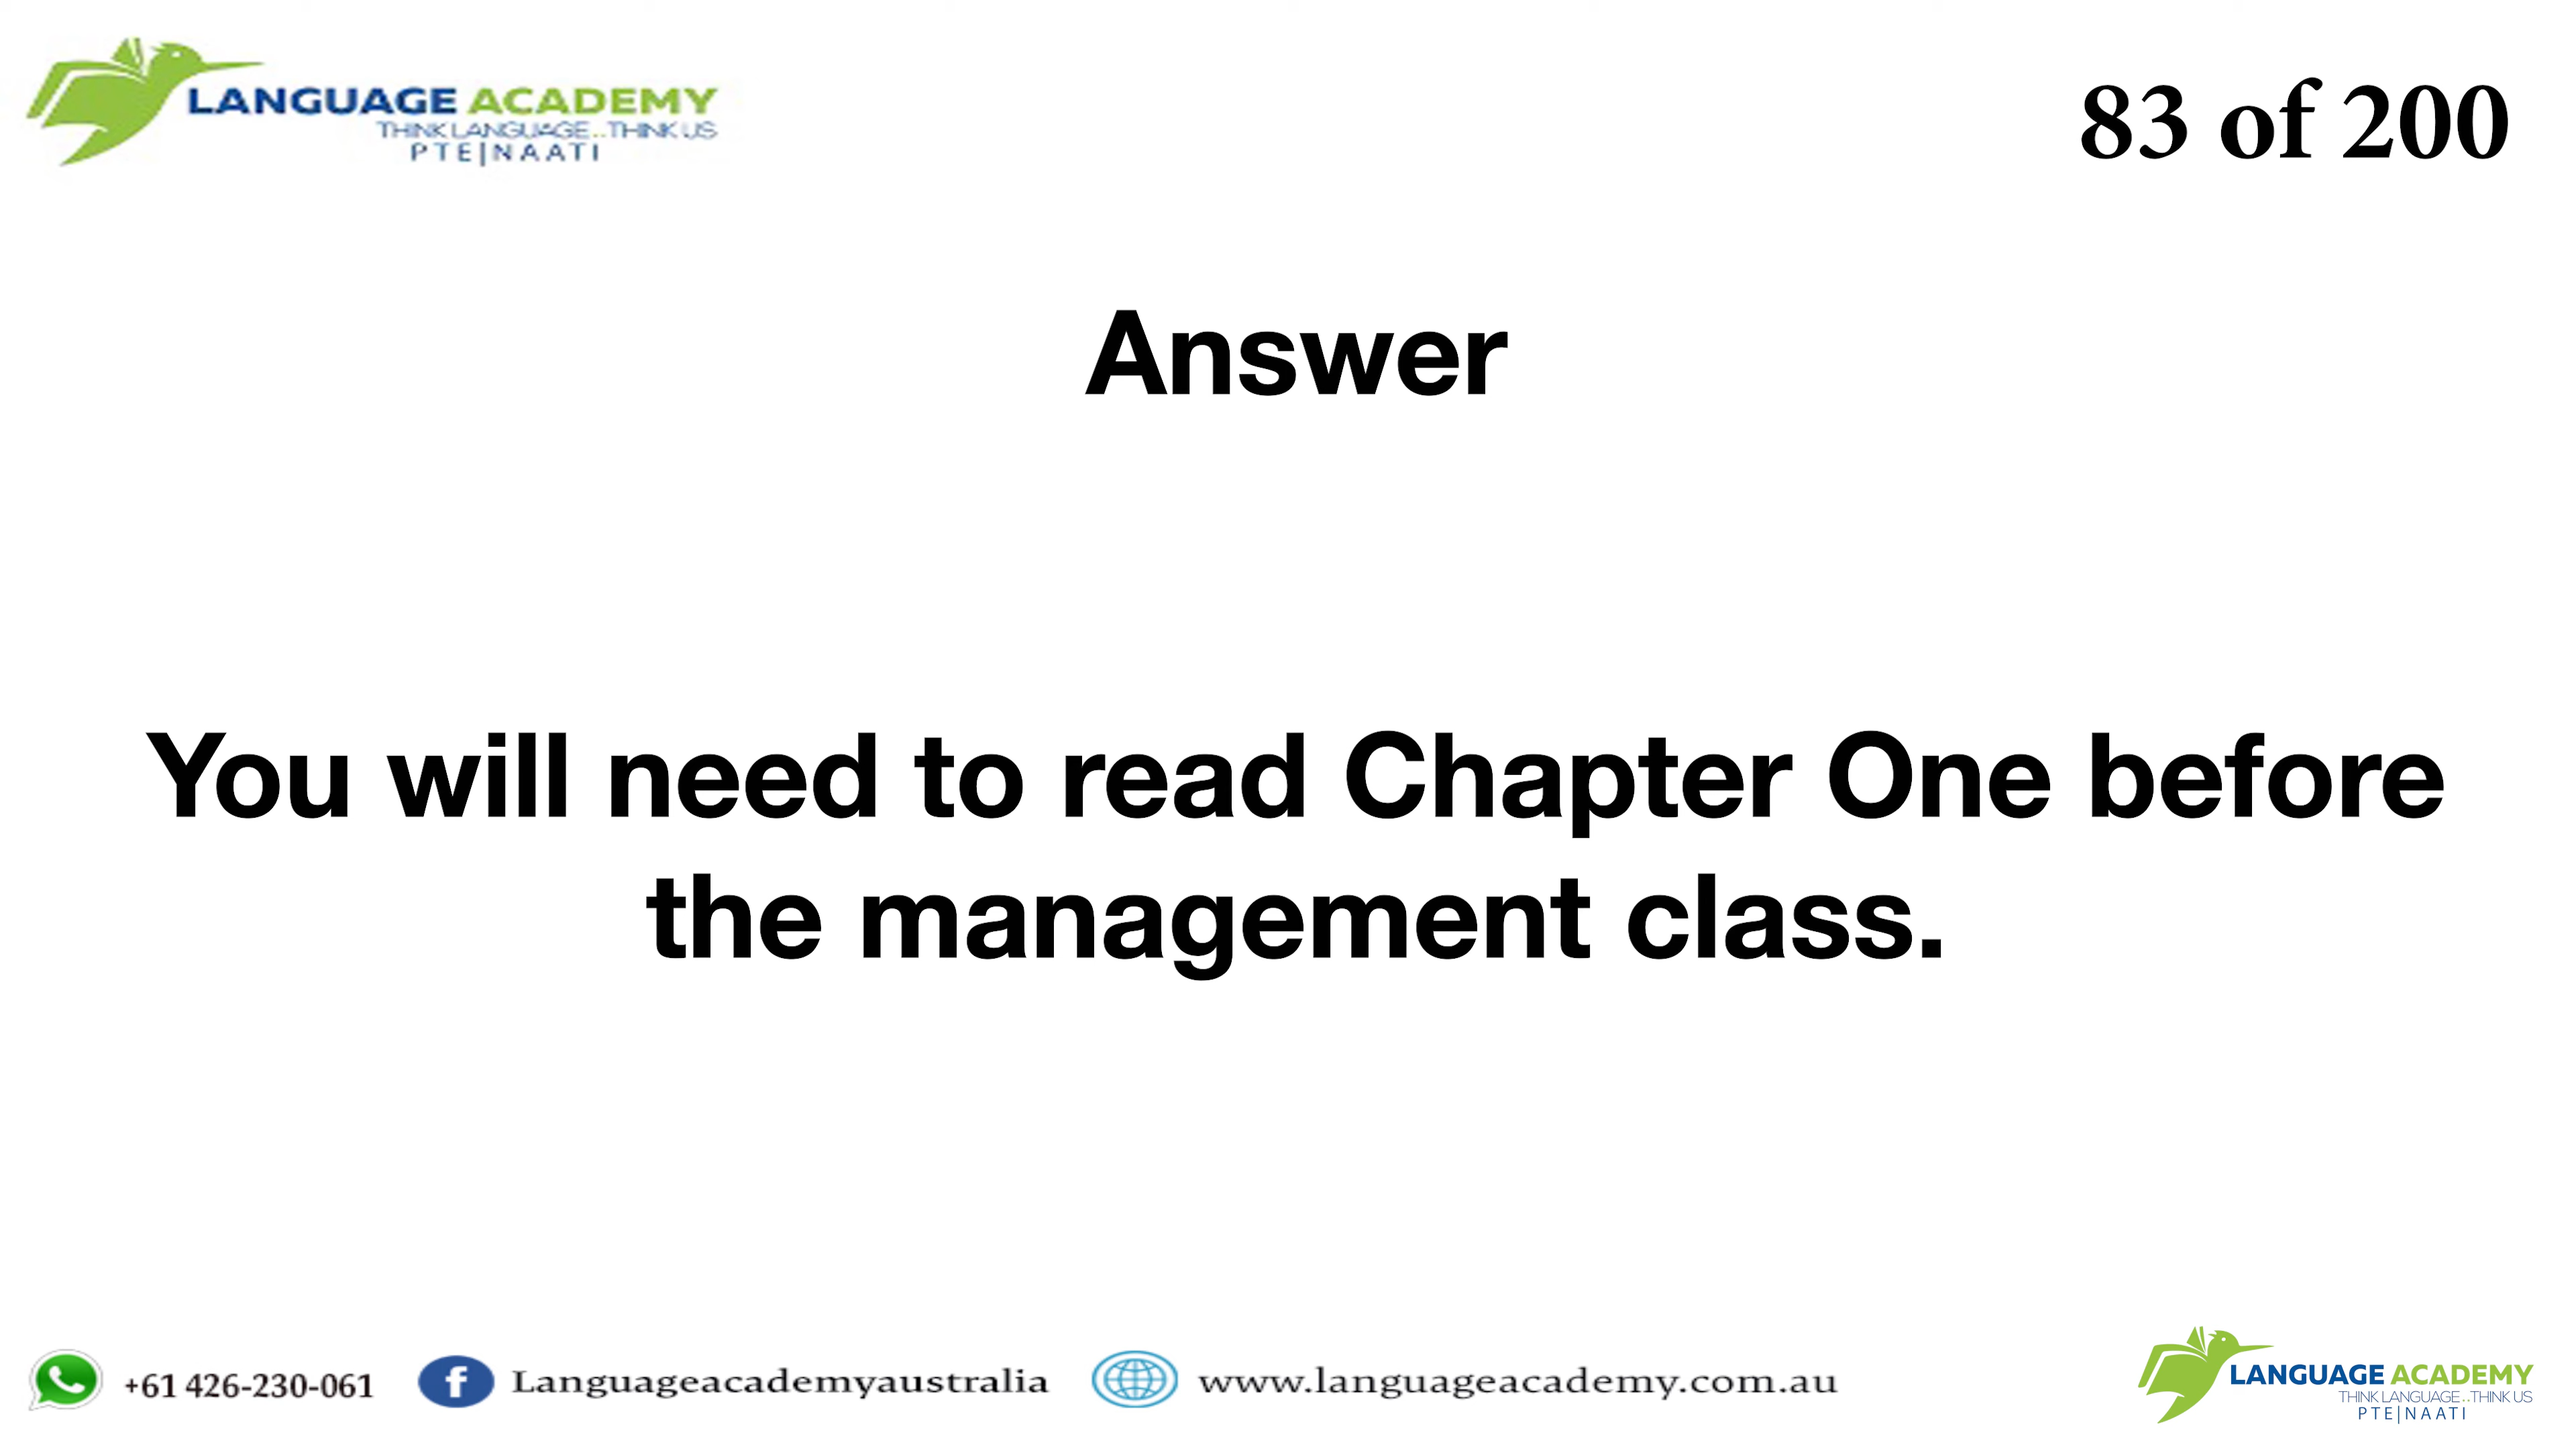 LANGUAGE ACADEMY
THINK LANGUAGE..THINK US
PTE|NAATI
83 of 200
Answer
You will need to read Chapter One before
the management class.
+61 426-230-061
Languageacademyaustralia
www.languageacademy.com.au
LANGUAGE ACADEMY
THINK LANGUAGE..THINK US
PTE|NAATI